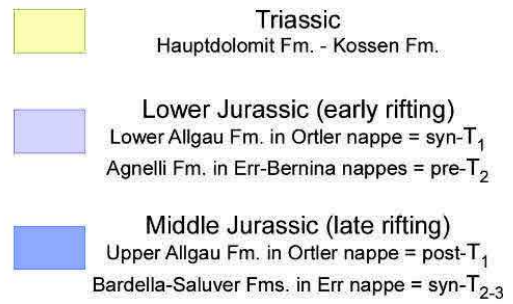 Triassic
Hauptdolomit Fm. - Kossen Fm.
Lower Jurassic (early rifting)
Lower Allgau Fm. in Ortler nappe = syn-T1
Agnelli Fm. in Err-Bernina nappes = pre-T2
Middle Jurassic (late rifting)
Upper Allgau Fm. in Ortler nappe = post-T1
Bardella-Saluver Fms. in Err nappe = syn-T2-3